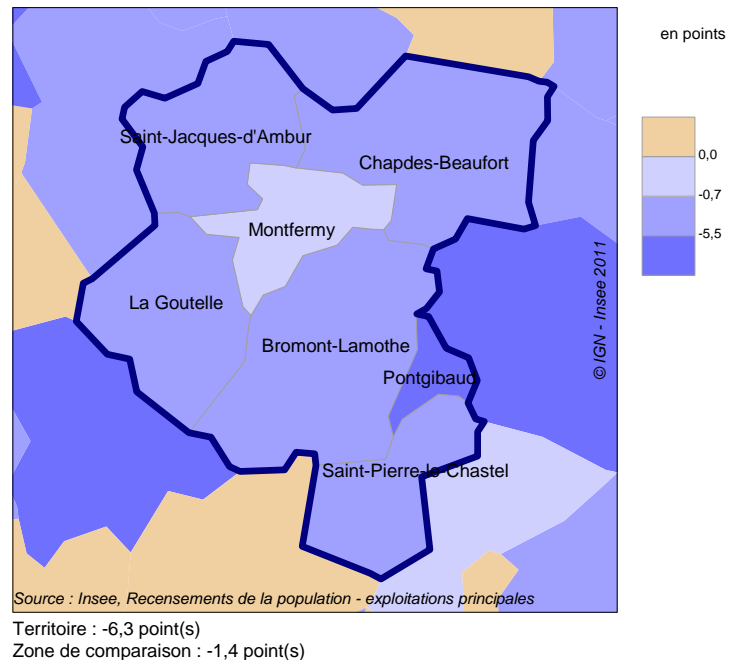 en points
0,0
-0,7
-5,5
Saint-Jacques-d'Ambur
Chapdes-Beaufort
Montfermy
La Goutelle
Bromont-Lamothe
Pontgibaud
Saint-Pierre-le-Chastel
© IGN - Insee 2011
Source : Insee, Recensements de la population - exploitations principales
Territoire : -6,3 point(s)
Zone de comparaison : -1,4 point(s)